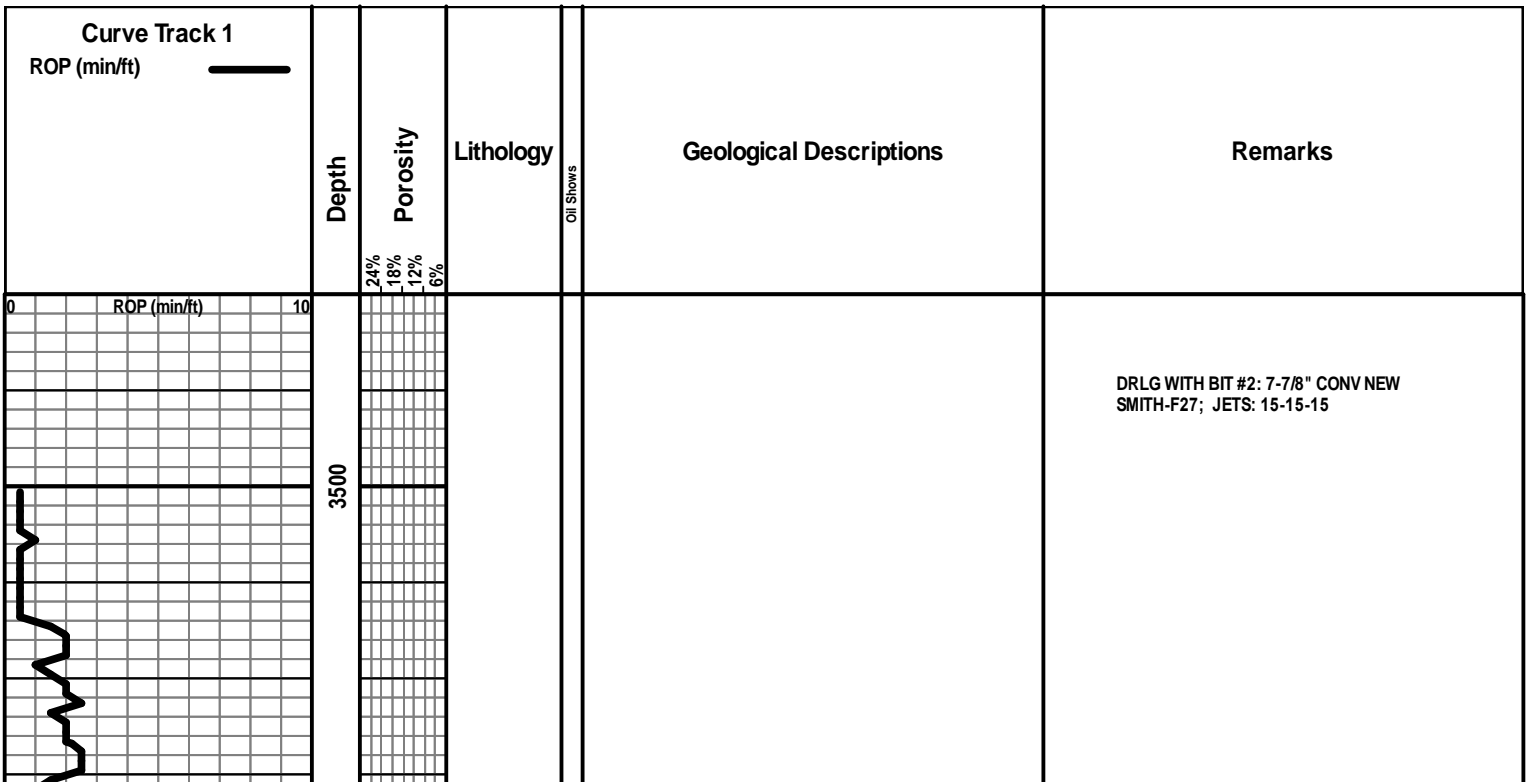 Curve Track 1
ROP (min/ft)
Depth
Porosity
24%
18%
12%
6%
Lithology
Oil Shows
Geological Descriptions
Remarks
0 ROP (min/ft) 10
DRLG WITH BIT #2: 7-7/8" CONV NEW
SMITH-F27; JETS: 15-15-15
3500